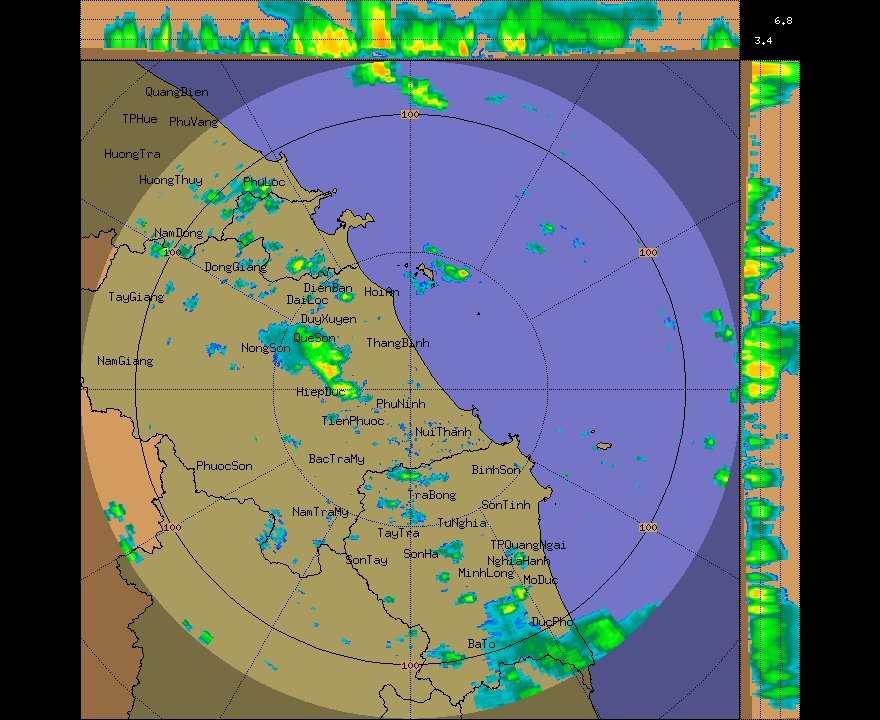 6.8
3.4
QuangDien
100
TPHue
PhuVang
HuongTra
HuongThuy
PhuLoc
NamDong
100
100
DongGiang
DienBan
HoiAn
TayGiang
DaiLoc
DuyXuyen
QueSon
ThangBinh
NongSon
NamGiang
HiepDuc
PhuNinh
TienPhuoc
NuiThanh
BacTraMy
PhuocSon
BinhSon
TraBong
SonTinh
NamTraMy
TuNghia
100
100
TayTra
TPQuangNgai
SonHa
SonTay
NghiaHanh
MinhLong
MoDuc
DucPho
BaTo
100